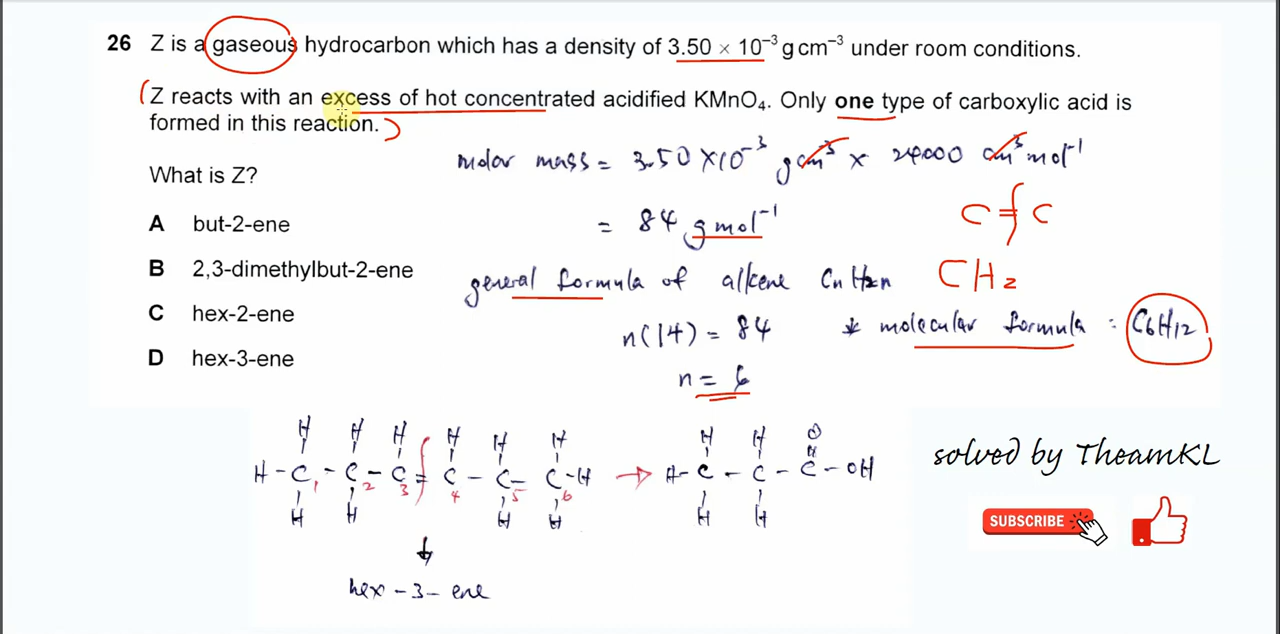 26 Z is a gaseous hydrocarbon which has a density of 3.50 × 10⁻³ g cm⁻³ under room conditions.
Z reacts with an excess of hot concentrated acidified KMnO₄. Only one type of carboxylic acid is
formed in this reaction.
molar mass = 3.50 ×10⁻³ g cm⁻³ × 24000 cm³ mol⁻¹
What is Z?
C = C
A but-2-ene
= 84 g mol⁻¹
B 2,3-dimethylbut-2-ene
general formula of alkene CnH2n
CH₂
C hex-2-ene
n(14) = 84
* molecular formula : C6H12
D hex-3-ene
n = 6
H H H H H H
H - C - C - C = C - C - C - H
1 2 3 4 5 6
H H H H
→
H H O
H - C - C - C - OH
H H
solved by TheamKL
SUBSCRIBE
↓
hex - 3 - ene